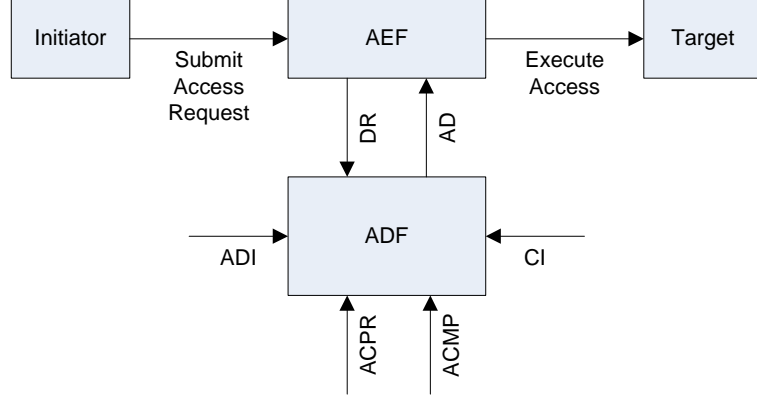 Initiator
AEF
Target
Submit
Access
Request
Execute
Access
DR
AD
ADF
ADI
CI
ACPR
ACMP